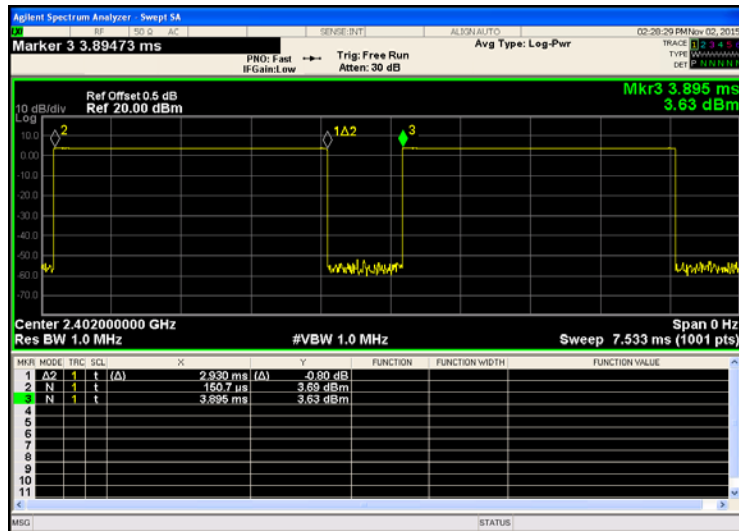 Agilent Spectrum Analyzer - Swept SA
RF 50 Ω AC SENSE:INT ALIGN AUTO 02:28:29 PM Nov 02, 2015
Marker 3 3.89473 ms
PNO: Fast
IFGain:Low
Trig: Free Run
Atten: 30 dB
Avg Type: Log-Pwr
TRACE 1 2 3 4 5
TYPE
DET P N N N N
Ref Offset 0.5 dB
10 dB/div Ref 20.00 dBm
Log
Mkr3 3.895 ms
3.63 dBm
2 1Δ2 3
10.0
0.00
-10.0
-20.0
-30.0
-40.0
-50.0
-60.0
-70.0
Center 2.402000000 GHz Span 0 Hz
Res BW 1.0 MHz #VBW 1.0 MHz Sweep 7.533 ms (1001 pts)
MKR MODE TRC SCL X Y FUNCTION FUNCTION WIDTH FUNCTION VALUE
1 Δ2 1 t (Δ) 2.930 ms (Δ) -0.80 dB
2 N 1 t 150.7 µs 3.69 dBm
3 N 1 t 3.895 ms 3.63 dBm
4
5
6
7
8
9
10
11
MSG STATUS